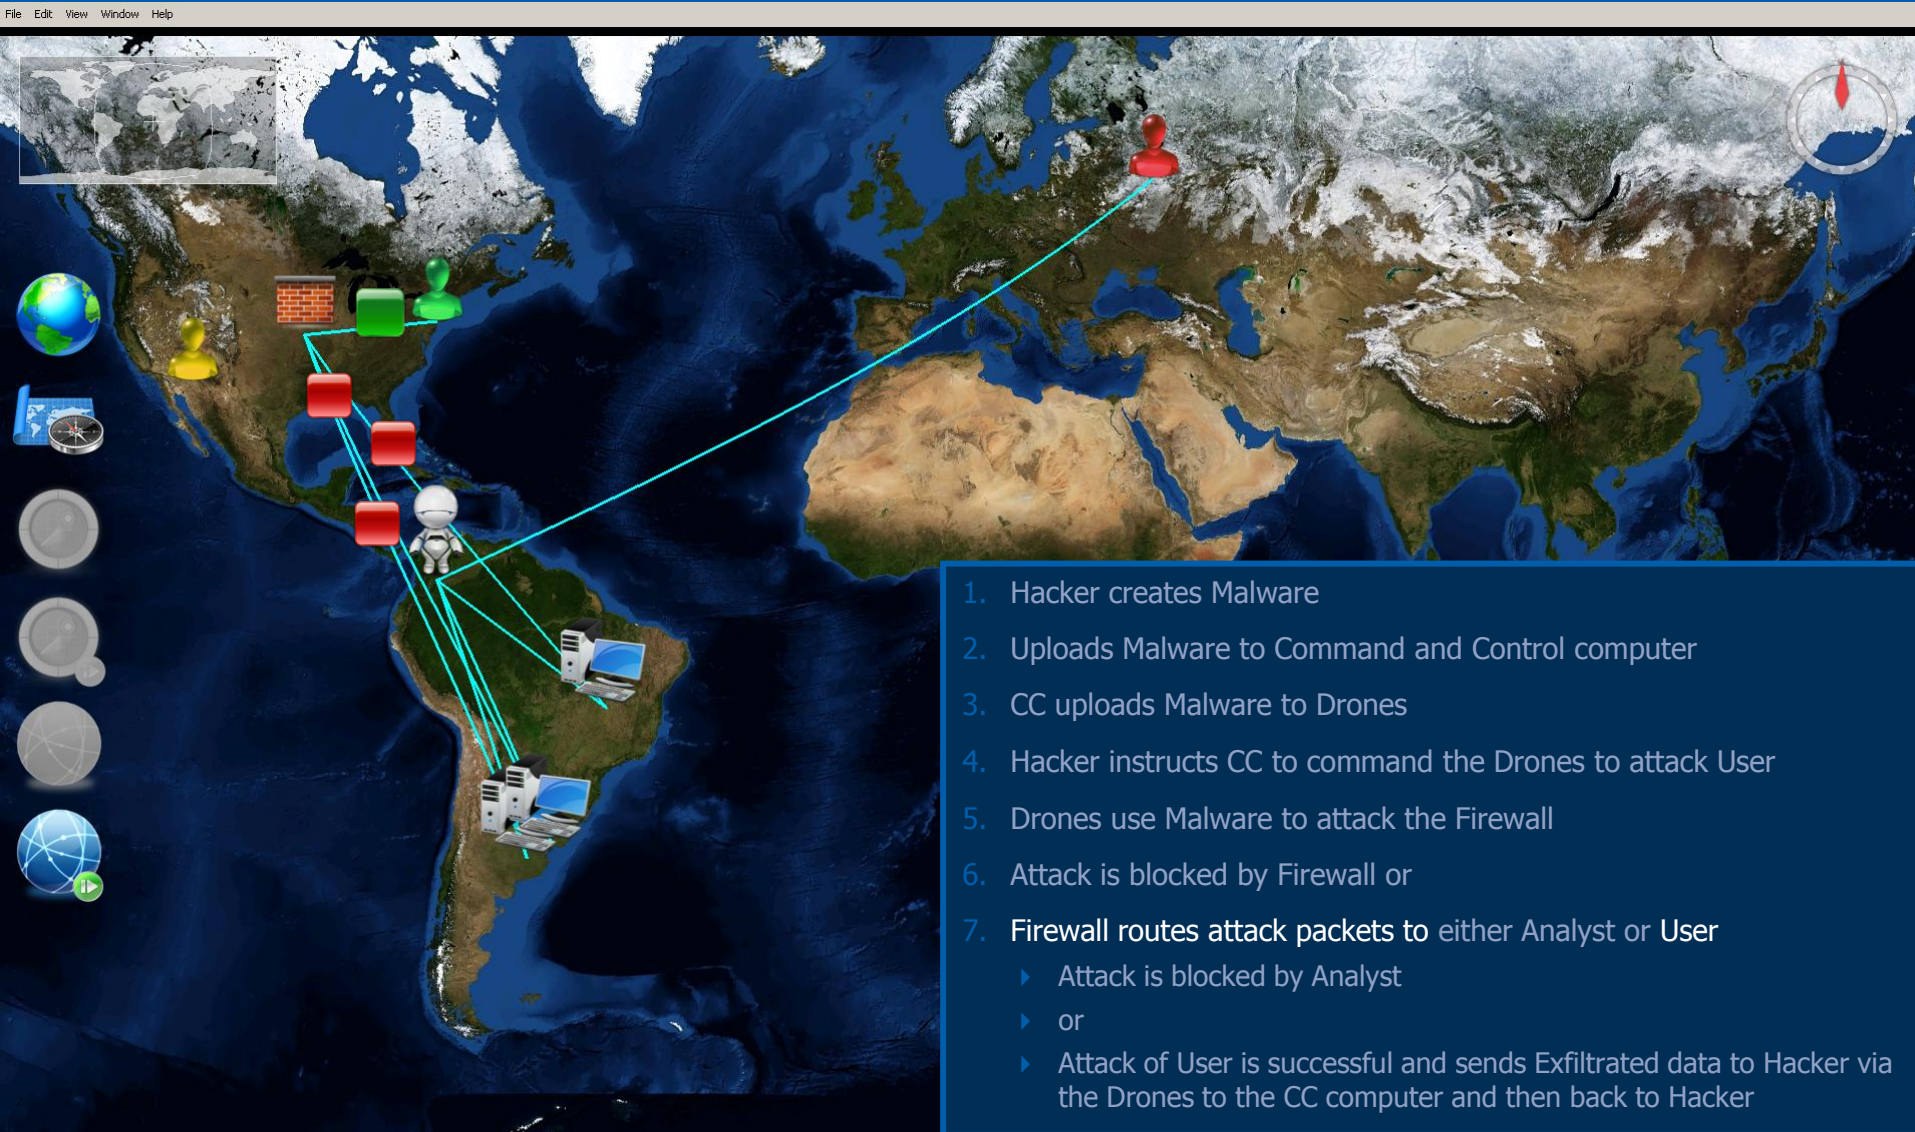 File Edit View Window Help
1. Hacker creates Malware
2. Uploads Malware to Command and Control computer
3. CC uploads Malware to Drones
4. Hacker instructs CC to command the Drones to attack User
5. Drones use Malware to attack the Firewall
6. Attack is blocked by Firewall or
7. Firewall routes attack packets to either Analyst or User
Attack is blocked by Analyst
or
Attack of User is successful and sends Exfiltrated data to Hacker via
the Drones to the CC computer and then back to Hacker